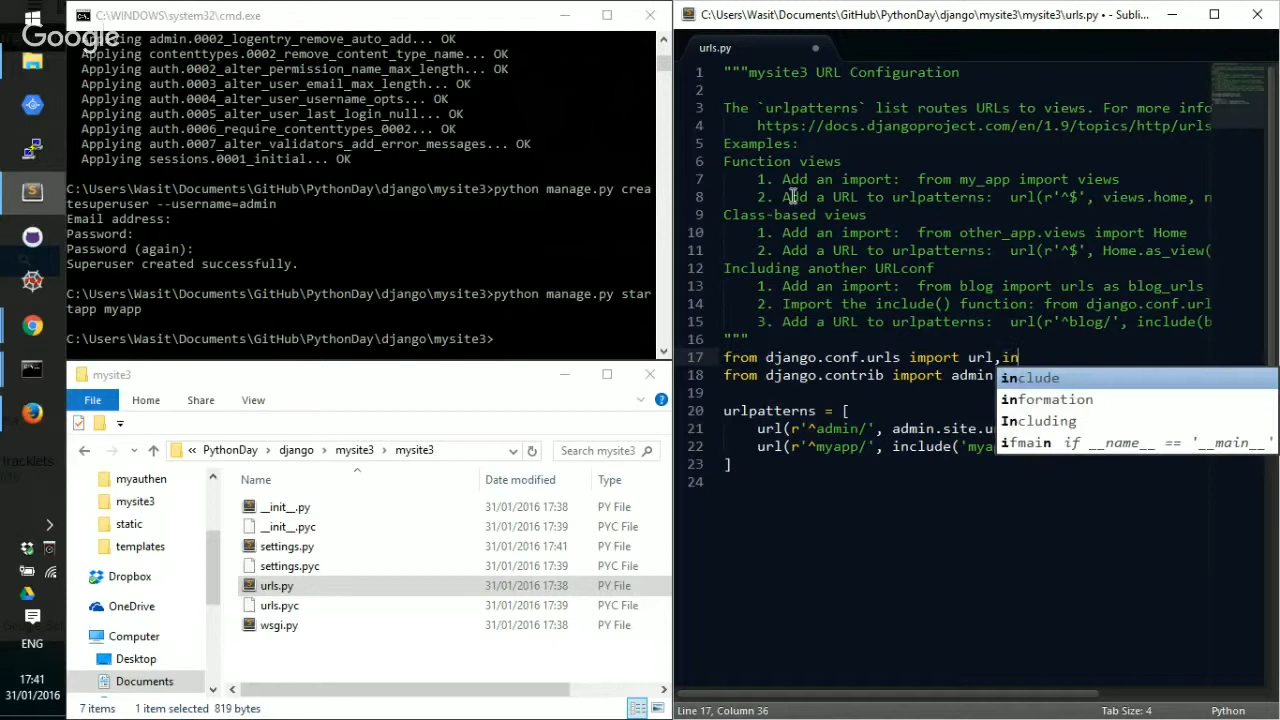 Google
C:\WINDOWS\system32\cmd.exe
Applying admin.0002_logentry_remove_auto_add... OK
Applying contenttypes.0002_remove_content_type_name... OK
Applying auth.0002_alter_permission_name_max_length... OK
Applying auth.0003_alter_user_email_max_length... OK
Applying auth.0004_alter_user_username_opts... OK
Applying auth.0005_alter_user_last_login_null... OK
Applying auth.0006_require_contenttypes_0002... OK
Applying auth.0007_alter_validators_add_error_messages... OK
Applying sessions.0001_initial... OK
C:\Users\Wasit\Documents\GitHub\PythonDay\django\mysite3>python manage.py crea
tesuperuser --username=admin
Email address:
Password:
Password (again):
Superuser created successfully.
C:\Users\Wasit\Documents\GitHub\PythonDay\django\mysite3>python manage.py star
tapp myapp
C:\Users\Wasit\Documents\GitHub\PythonDay\django\mysite3>
mysite3
File Home Share View
« PythonDay django mysite3 mysite3
Search mysite3
myauthen
mysite3
static
templates
Dropbox
OneDrive
Computer
Desktop
Documents
Name Date modified Type
__init__.py 31/01/2016 17:38 PY File
__init__.pyc 31/01/2016 17:39 PYC File
settings.py 31/01/2016 17:41 PY File
settings.pyc 31/01/2016 17:39 PYC File
urls.py 31/01/2016 17:38 PY File
urls.pyc 31/01/2016 17:39 PYC File
wsgi.py 31/01/2016 17:38 PY File
7 items 1 item selected 819 bytes
tracklets
ENG
17:41
31/01/2016
C:\Users\Wasit\Documents\GitHub\PythonDay\django\mysite3\mysite3\urls.py • - Subli...
urls.py
1 """mysite3 URL Configuration
2
3 The `urlpatterns` list routes URLs to views. For more info
4 https://docs.djangoproject.com/en/1.9/topics/http/urls
5 Examples:
6 Function views
7 1. Add an import:  from my_app import views
8 2. Add a URL to urlpatterns:  url(r'^$', views.home, n
9 Class-based views
10 1. Add an import:  from other_app.views import Home
11 2. Add a URL to urlpatterns:  url(r'^$', Home.as_view(
12 Including another URLconf
13 1. Add an import:  from blog import urls as blog_urls
14 2. Import the include() function: from django.conf.url
15 3. Add a URL to urlpatterns:  url(r'^blog/', include(b
16 """
17 from django.conf.urls import url,in
18 from django.contrib import admin
19
20 urlpatterns = [
21 url(r'^admin/', admin.site.u
22 url(r'^myapp/', include('mya
23 ]
24
include
information
Including
ifmain if __name__ == '__main__'
Line 17, Column 36
Tab Size: 4
Python